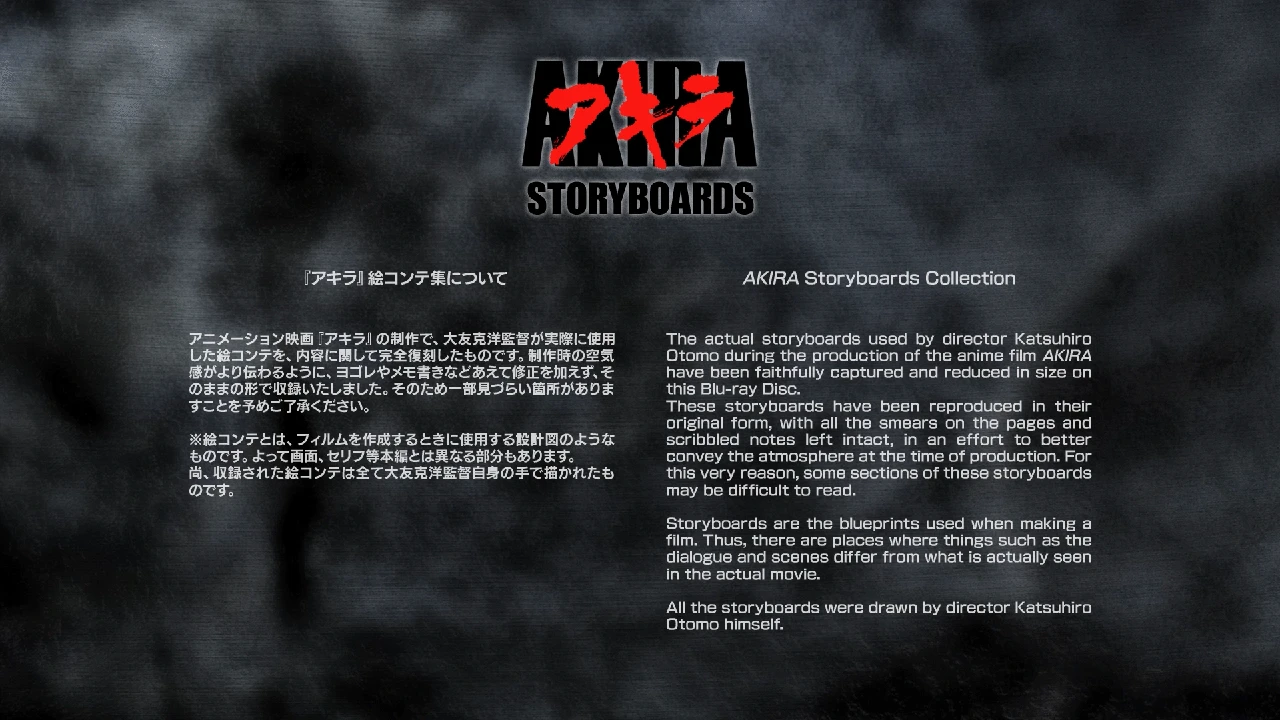 AKIRA
アキラ
STORYBOARDS
『アキラ』絵コンテ集について
アニメーション映画『アキラ』の制作で、大友克洋監督が実際に使用
した絵コンテを、内容に関して完全復刻したものです。制作時の空気
感がより伝わるように、ヨゴレやメモ書きなどあえて修正を加えず、そ
のままの形で収録いたしました。そのため一部見づらい箇所がありま
すことを予めご了承ください。
※絵コンテとは、フィルムを作成するときに使用する設計図のような
ものです。よって画面、セリフ等本編とは異なる部分もあります。
尚、収録された絵コンテは全て大友克洋監督自身の手で描かれたも
のです。
AKIRA Storyboards Collection
The actual storyboards used by director Katsuhiro
Otomo during the production of the anime film AKIRA
have been faithfully captured and reduced in size on
this Blu-ray Disc.
These storyboards have been reproduced in their
original form, with all the smears on the pages and
scribbled notes left intact, in an effort to better
convey the atmosphere at the time of production. For
this very reason, some sections of these storyboards
may be difficult to read.
Storyboards are the blueprints used when making a
film. Thus, there are places where things such as the
dialogue and scenes differ from what is actually seen
in the actual movie.
All the storyboards were drawn by director Katsuhiro
Otomo himself.